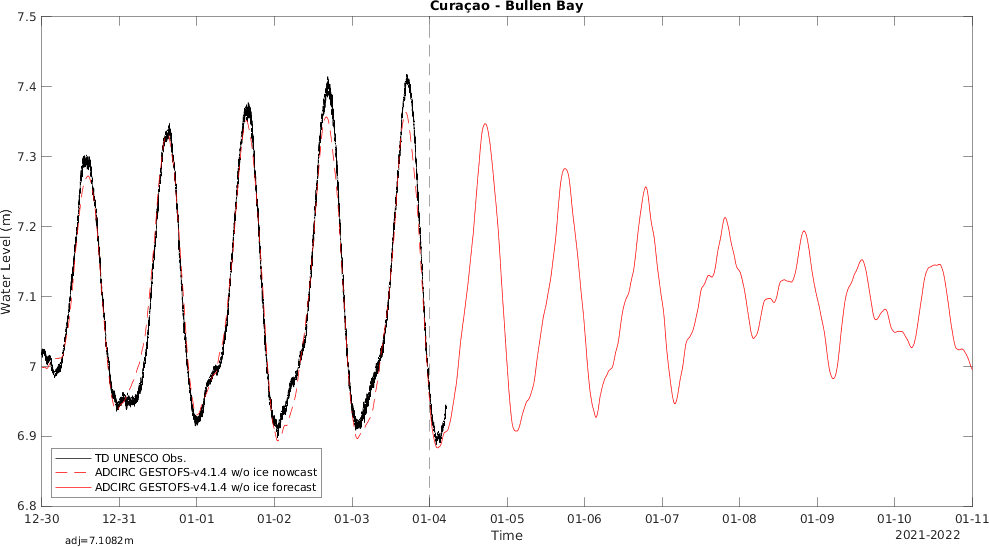 Curaçao - Bullen Bay
7.5
7.4
7.3
7.2
7.1
7
6.9
6.8
Water Level (m)
TD UNESCO Obs.
ADCIRC GESTOFS-v4.1.4 w/o ice nowcast
ADCIRC GESTOFS-v4.1.4 w/o ice forecast
12-30 12-31 01-01 01-02 01-03 01-04 01-05 01-06 01-07 01-08 01-09 01-10 01-11
Time
2021-2022
adj=7.1082m